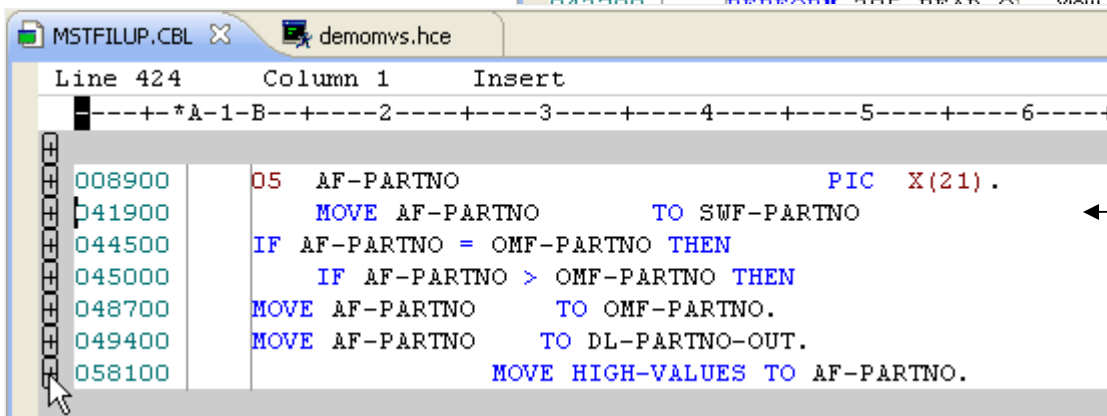 MSTFILUP.CBL demomvs.hce
Line 424 Column 1 Insert
----+-*A-1-B--+----2----+----3----+----4----+----5----+----6----+
008900 05 AF-PARTNO PIC X(21).
041900 MOVE AF-PARTNO TO SWF-PARTNO
044500 IF AF-PARTNO = OMF-PARTNO THEN
045000 IF AF-PARTNO > OMF-PARTNO THEN
048700 MOVE AF-PARTNO TO OMF-PARTNO.
049400 MOVE AF-PARTNO TO DL-PARTNO-OUT.
058100 MOVE HIGH-VALUES TO AF-PARTNO.